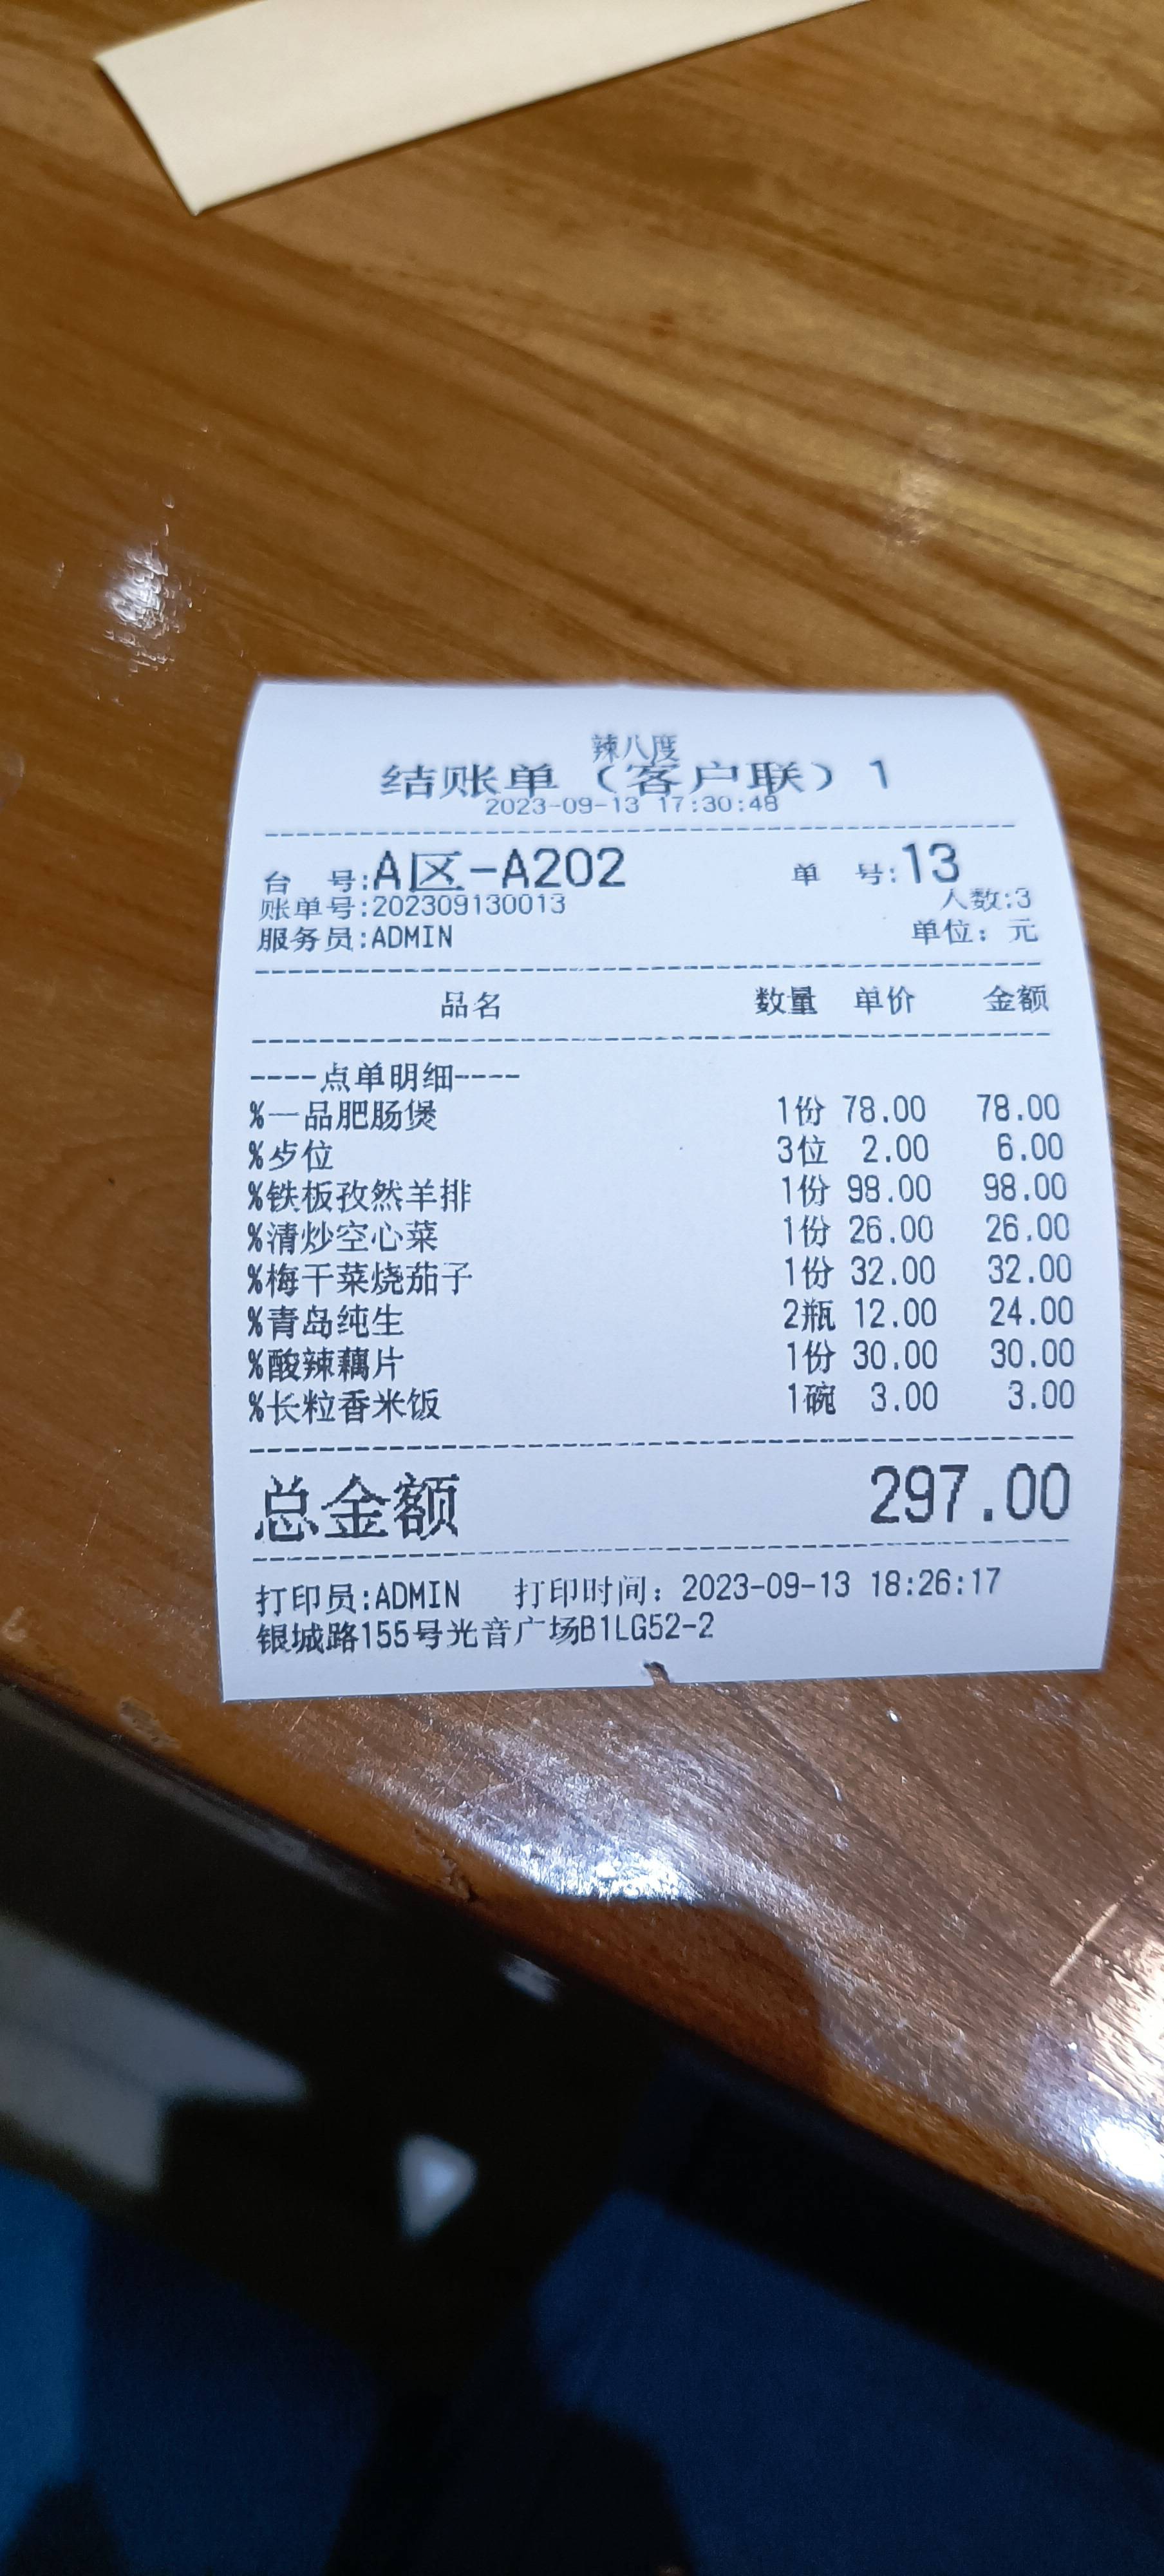 辣八度
结账单（客户联）1
2023-09-13 17:30:48
台 号:A区-A202 单 号:13
账单号:202309130013 人数:3
服务员:ADMIN 单位：元
品名 数量 单价 金额
----点单明细----
%一品肥肠煲 1份 78.00 78.00
%歺位 3位 2.00 6.00
%铁板孜然羊排 1份 98.00 98.00
%清炒空心菜 1份 26.00 26.00
%梅干菜烧茄子 1份 32.00 32.00
%青岛纯生 2瓶 12.00 24.00
%酸辣藕片 1份 30.00 30.00
%长粒香米饭 1碗 3.00 3.00
总金额 297.00
打印员:ADMIN 打印时间：2023-09-13 18:26:17
银城路155号光音广场B1LG52-2